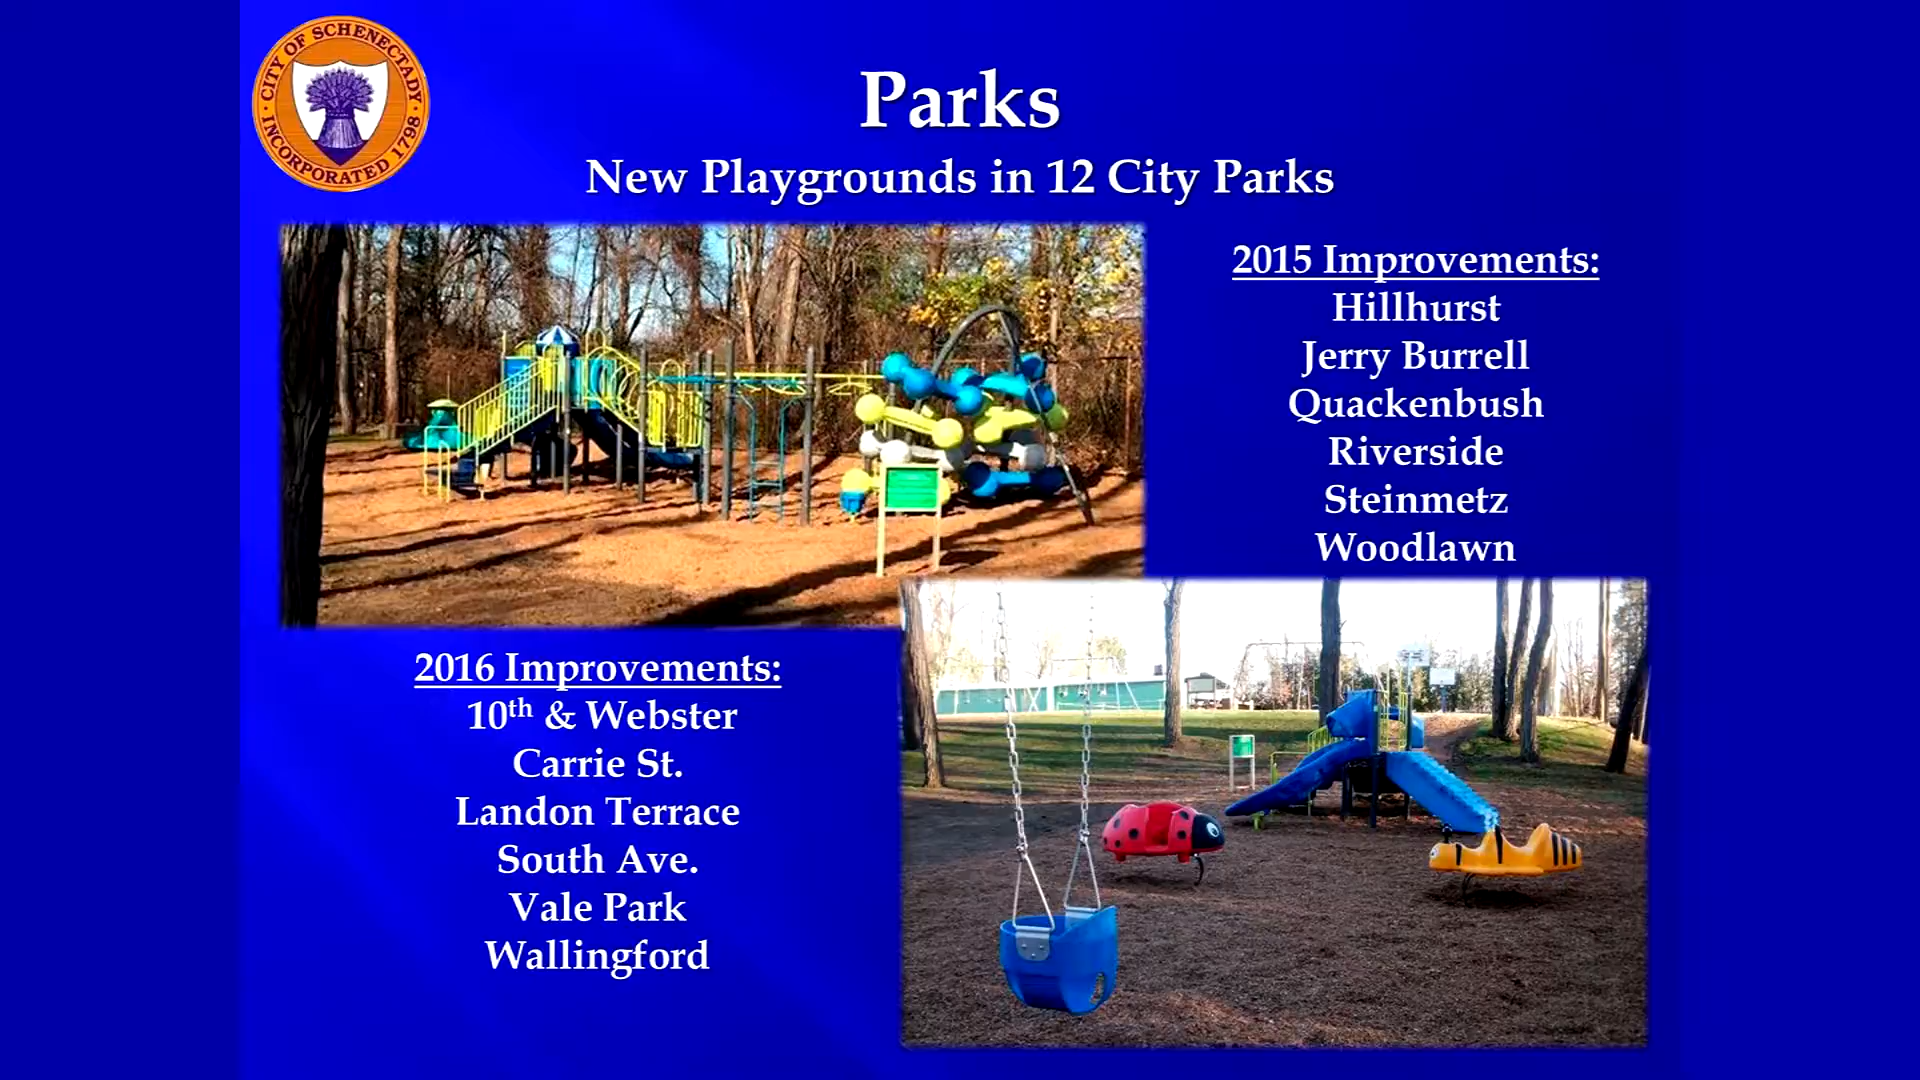 CITY OF SCHENECTADY
INCORPORATED 1798
Parks
New Playgrounds in 12 City Parks
2015 Improvements:
Hillhurst
Jerry Burrell
Quackenbush
Riverside
Steinmetz
Woodlawn
2016 Improvements:
10th & Webster
Carrie St.
Landon Terrace
South Ave.
Vale Park
Wallingford